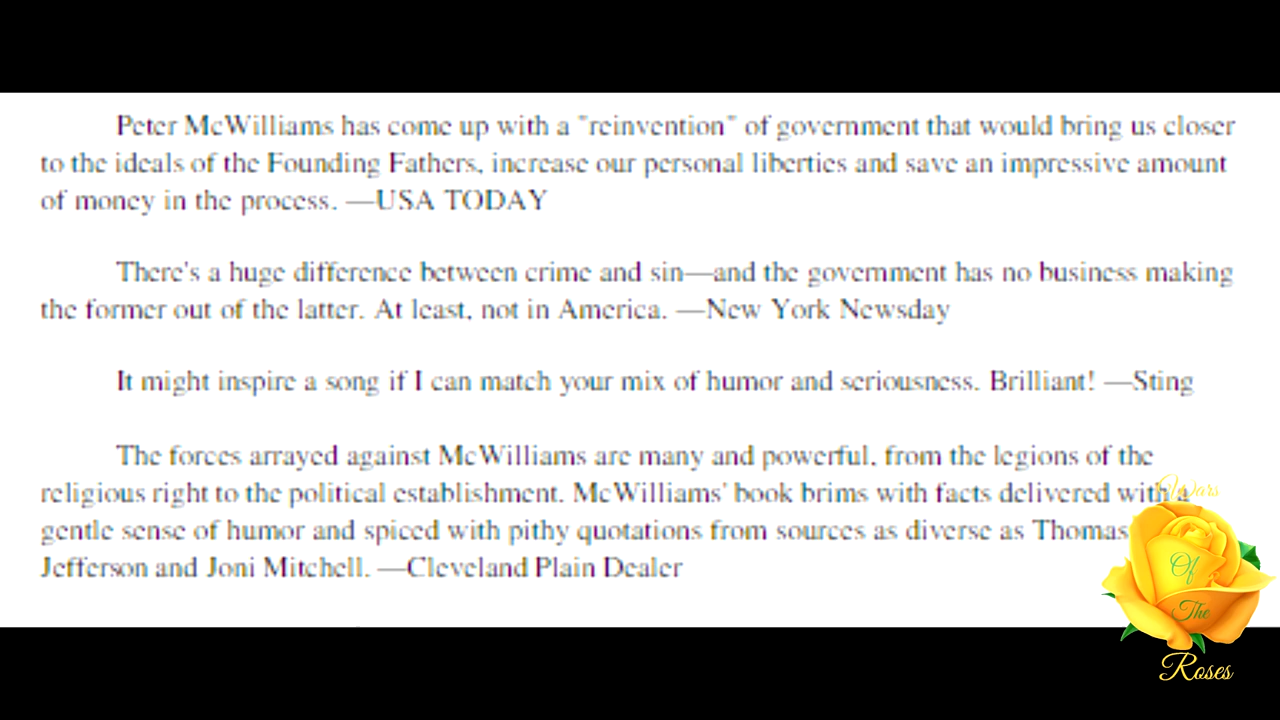 Peter McWilliams has come up with a "reinvention" of government that would bring us closer
to the ideals of the Founding Fathers, increase our personal liberties and save an impressive amount
of money in the process. —USA TODAY
There's a huge difference between crime and sin—and the government has no business making
the former out of the latter. At least, not in America. —New York Newsday
It might inspire a song if I can match your mix of humor and seriousness. Brilliant! —Sting
The forces arrayed against McWilliams are many and powerful, from the legions of the
religious right to the political establishment. McWilliams' book brims with facts delivered with a
gentle sense of humor and spiced with pithy quotations from sources as diverse as Thomas
Jefferson and Joni Mitchell. —Cleveland Plain Dealer
Wars
Of
The
Roses